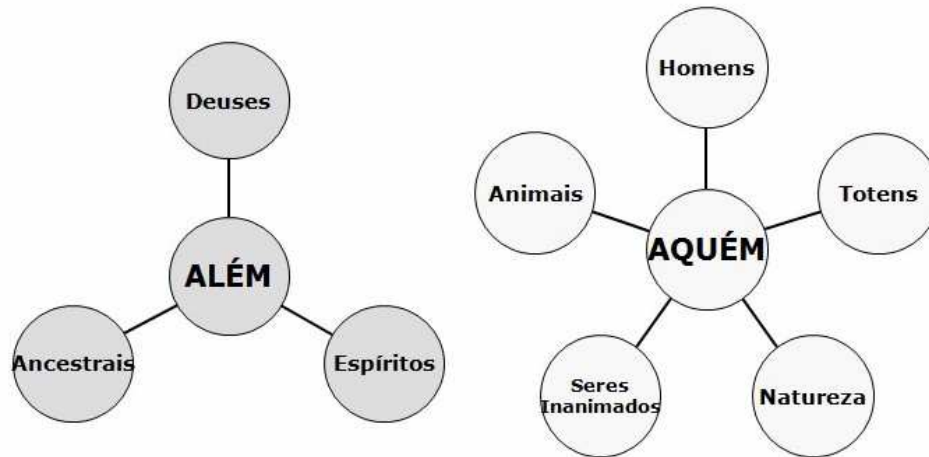 Deuses
ALÉM
Ancestrais
Espíritos
Homens
Animais
Totens
AQUÉM
Seres
Inanimados
Natureza